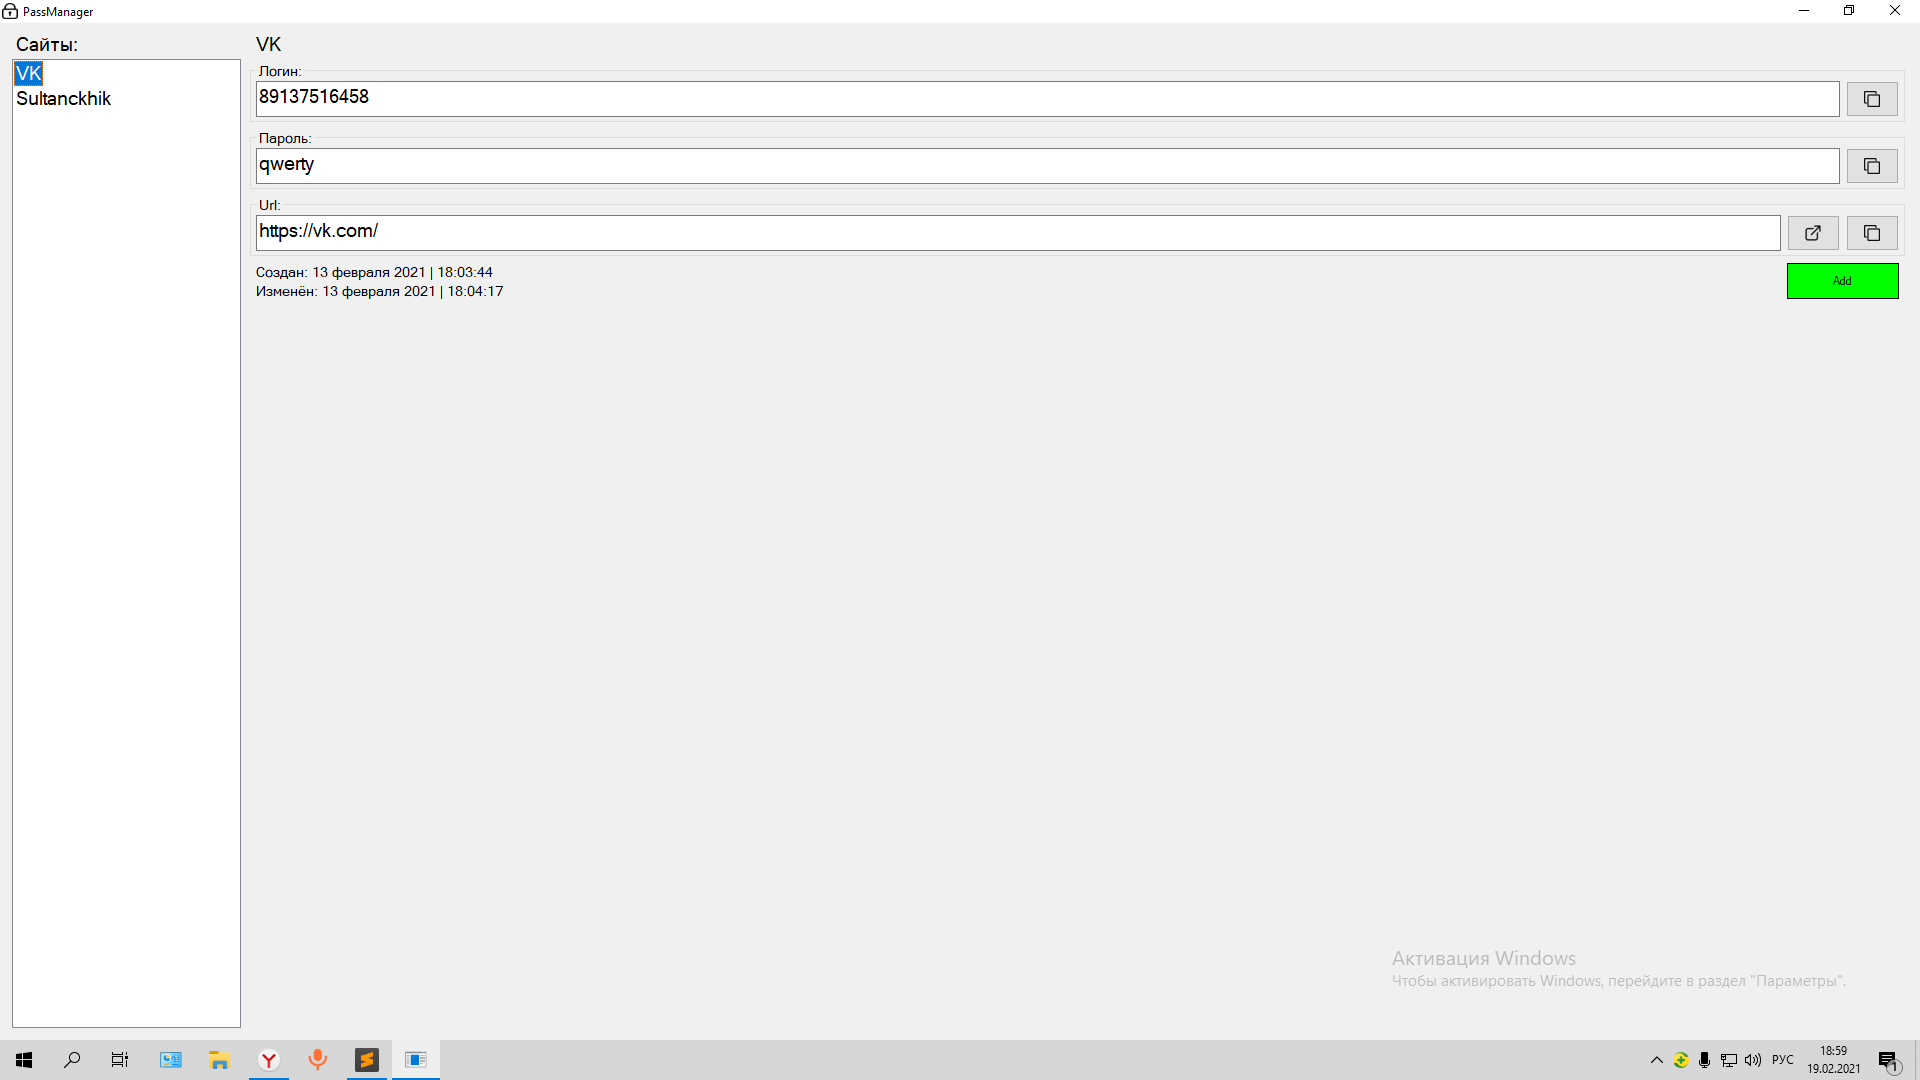 PassManager
Сайты:
VK
Sultanckhik
VK
Логин:
89137516458
Пароль:
qwerty
Url:
https://vk.com/
Создан: 13 февраля 2021 | 18:03:44
Изменён: 13 февраля 2021 | 18:04:17
Add
Активация Windows
Чтобы активировать Windows, перейдите в раздел "Параметры".
РУС
18:59
19.02.2021
1